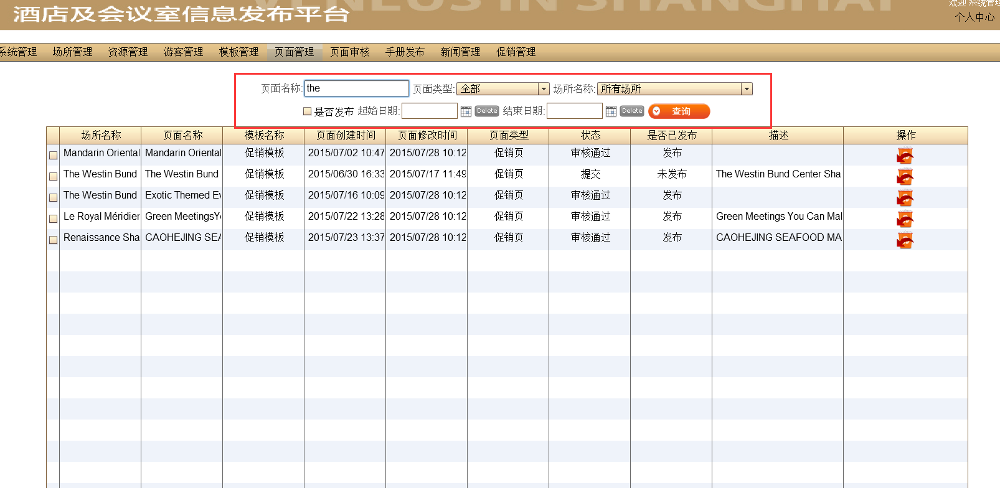 VENUES IN SHANGHAI
酒店及会议室信息发布平台
欢迎 系统管理
个人中心
系统管理 场所管理 资源管理 游客管理 模板管理 页面管理 页面审核 手册发布 新闻管理 促销管理
页面名称: the 页面类型: 全部 场所名称: 所有场所
是否发布 起始日期: Delete 结束日期: Delete 查询
场所名称 页面名称 模板名称 页面创建时间 页面修改时间 页面类型 状态 是否已发布 描述 操作
Mandarin Oriental Mandarin Oriental 促销模板 2015/07/02 10:47 2015/07/28 10:12 促销页 审核通过 发布
The Westin Bund The Westin Bund 促销模板 2015/06/30 16:33 2015/07/17 11:49 促销页 提交 未发布 The Westin Bund Center Sha
The Westin Bund Exotic Themed Ev 促销模板 2015/07/16 10:09 2015/07/28 10:12 促销页 审核通过 发布
Le Royal Méridier Green MeetingsYo 促销模板 2015/07/22 13:28 2015/07/28 10:12 促销页 审核通过 发布 Green Meetings You Can Mal
Renaissance Sha CAOHEJING SEA 促销模板 2015/07/23 13:37 2015/07/28 10:12 促销页 审核通过 发布 CAOHEJING SEAFOOD MA